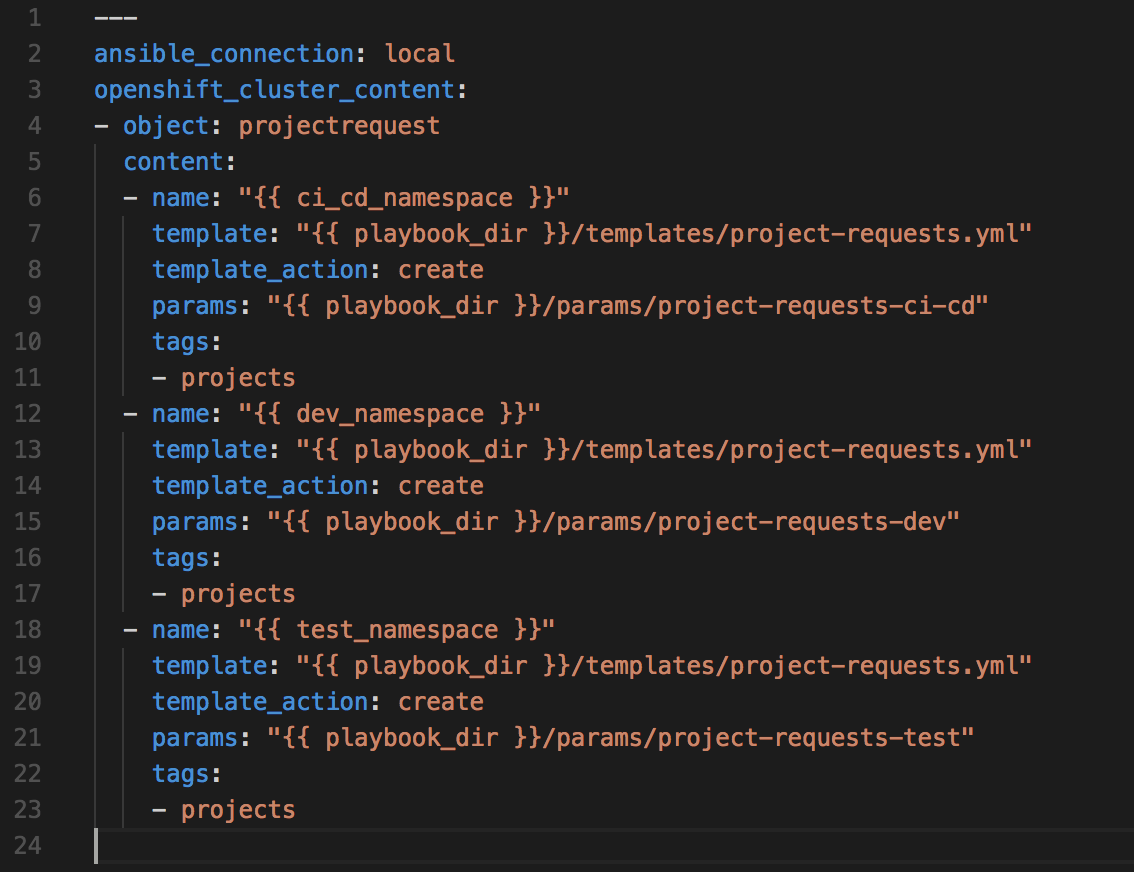 1 ---
2 ansible_connection: local
3 openshift_cluster_content:
4 - object: projectrequest
5   content:
6   - name: "{{ ci_cd_namespace }}"
7     template: "{{ playbook_dir }}/templates/project-requests.yml"
8     template_action: create
9     params: "{{ playbook_dir }}/params/project-requests-ci-cd"
10     tags:
11     - projects
12   - name: "{{ dev_namespace }}"
13     template: "{{ playbook_dir }}/templates/project-requests.yml"
14     template_action: create
15     params: "{{ playbook_dir }}/params/project-requests-dev"
16     tags:
17     - projects
18   - name: "{{ test_namespace }}"
19     template: "{{ playbook_dir }}/templates/project-requests.yml"
20     template_action: create
21     params: "{{ playbook_dir }}/params/project-requests-test"
22     tags:
23     - projects
24